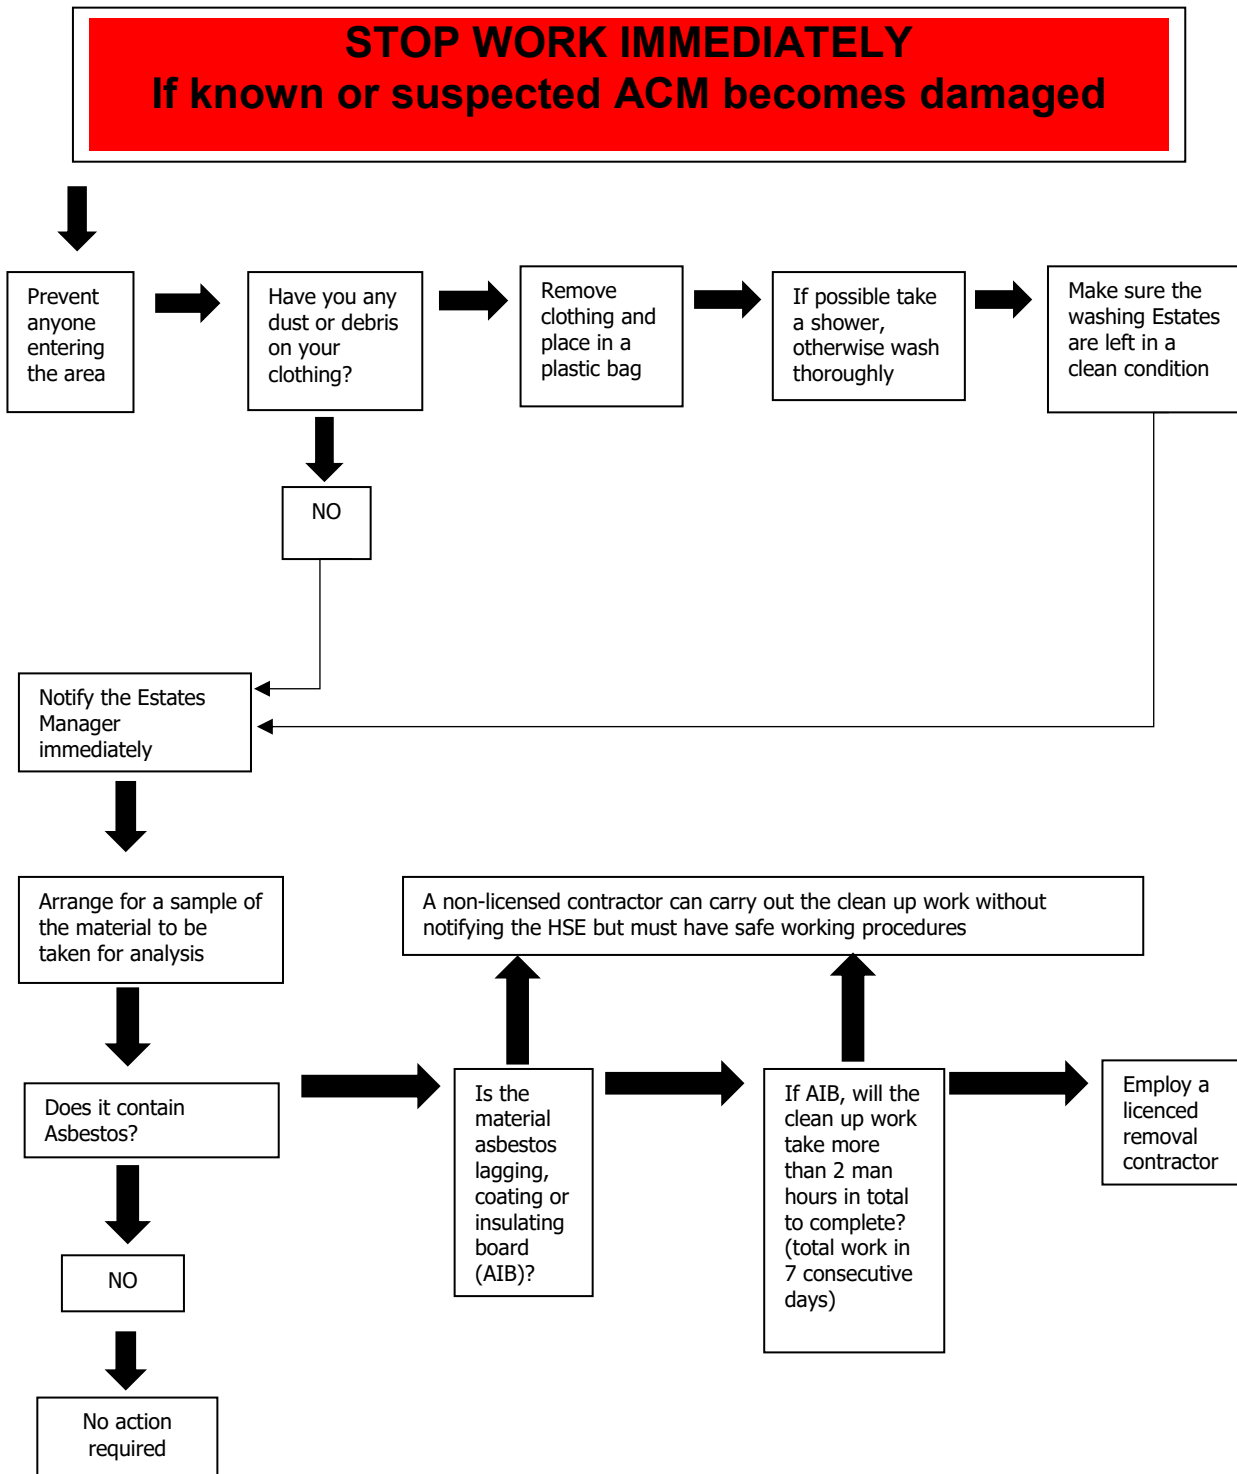 STOP WORK IMMEDIATELY
If known or suspected ACM becomes damaged
Prevent
anyone
entering
the area
Have you any
dust or debris
on your
clothing?
Remove
clothing and
place in a
plastic bag
If possible take
a shower,
otherwise wash
thoroughly
Make sure the
washing Estates
are left in a
clean condition
NO
Notify the Estates
Manager
immediately
Arrange for a sample of
the material to be
taken for analysis
A non-licensed contractor can carry out the clean up work without
notifying the HSE but must have safe working procedures
Does it contain
Asbestos?
Is the
material
asbestos
lagging,
coating or
insulating
board
(AIB)?
If AIB, will the
clean up work
take more
than 2 man
hours in total
to complete?
(total work in
7 consecutive
days)
Employ a
licenced
removal
contractor
NO
No action
required